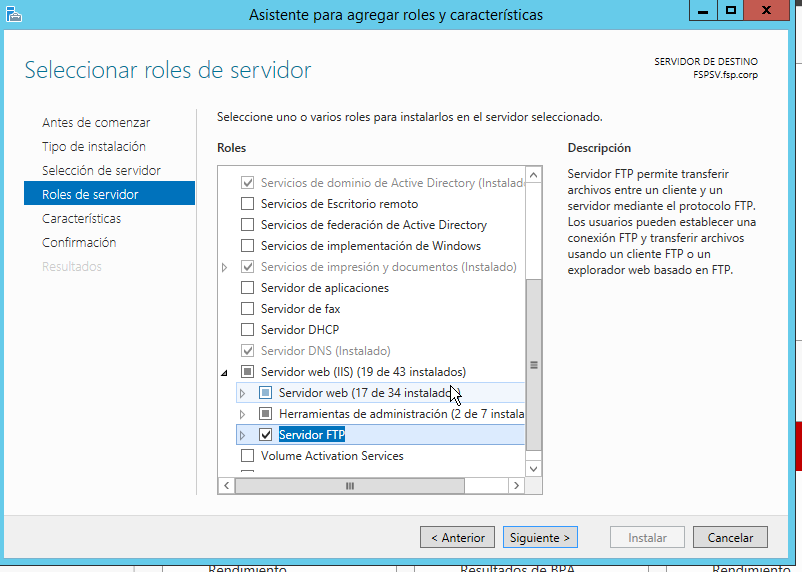 Asistente para agregar roles y características
Seleccionar roles de servidor
SERVIDOR DE DESTINO
FSPSV.fsp.corp
Antes de comenzar
Tipo de instalación
Selección de servidor
Roles de servidor
Características
Confirmación
Resultados
Seleccione uno o varios roles para instalarlos en el servidor seleccionado.
Roles
Servicios de dominio de Active Directory (Instalado
Servicios de Escritorio remoto
Servicios de federación de Active Directory
Servicios de implementación de Windows
Servicios de impresión y documentos (Instalado)
Servidor de aplicaciones
Servidor de fax
Servidor DHCP
Servidor DNS (Instalado)
Servidor web (IIS) (19 de 43 instalados)
Servidor web (17 de 34 instalados)
Herramientas de administración (2 de 7 instala
Servidor FTP
Volume Activation Services
Descripción
Servidor FTP permite transferir
archivos entre un cliente y un
servidor mediante el protocolo FTP.
Los usuarios pueden establecer una
conexión FTP y transferir archivos
usando un cliente FTP o un
explorador web basado en FTP.
< Anterior
Siguiente >
Instalar
Cancelar
Rendimiento
Resultados de BPA
Rendimiento